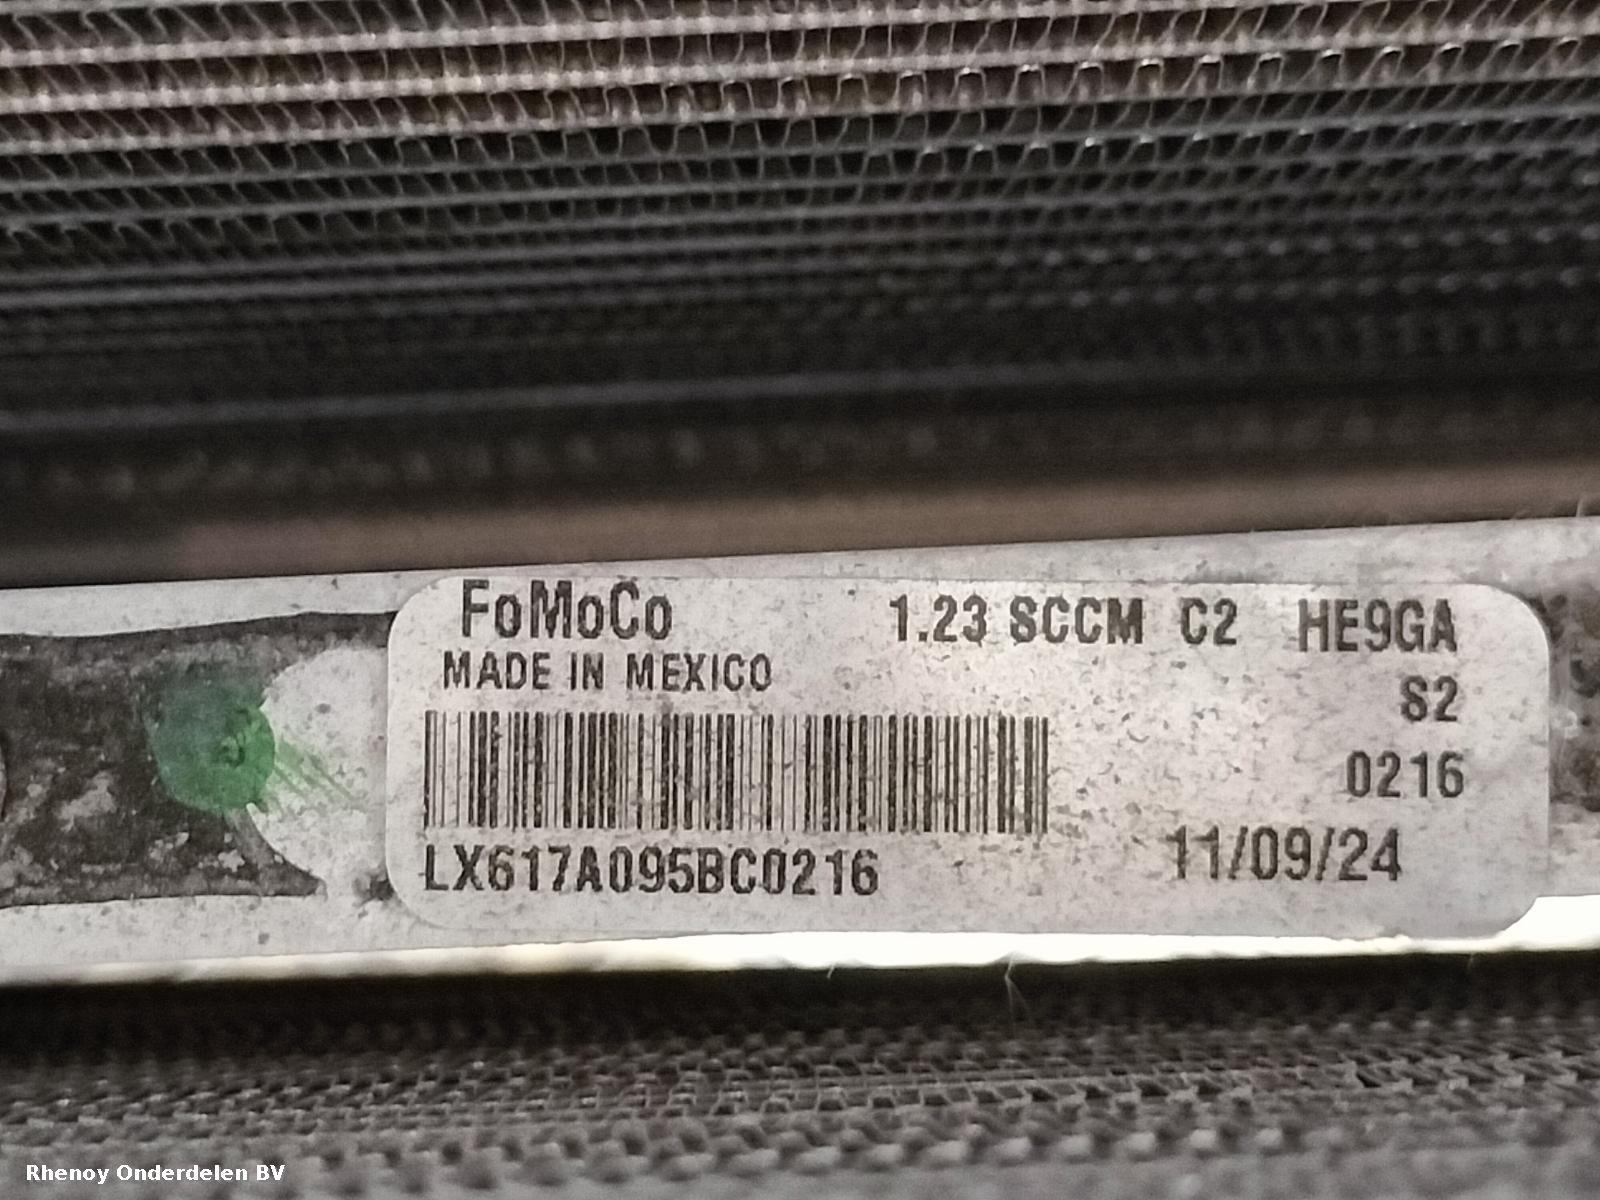 FoMoCo 1.23 SCCM C2 HE9GA
MADE IN MEXICO S2
0216
LX617A095BC0216 11/09/24
Rhenoy Onderdelen BV